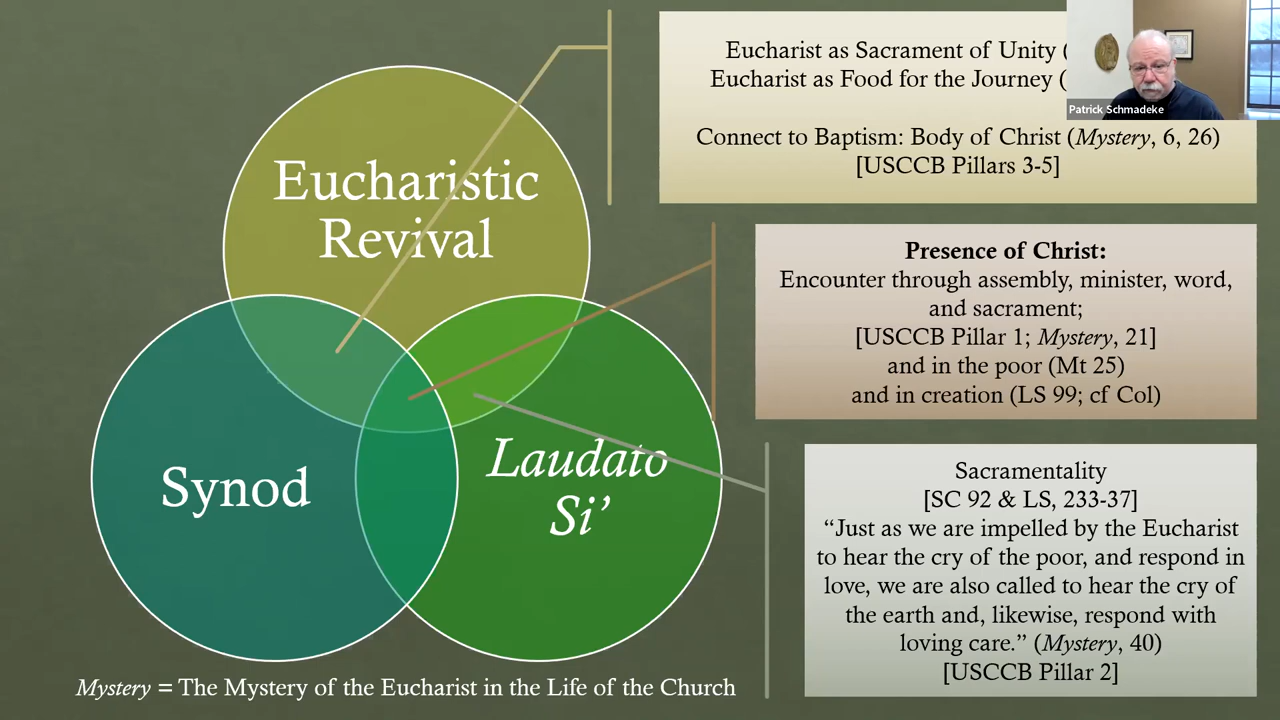 Eucharistic
Revival
Synod
Laudato
Si’
Mystery = The Mystery of the Eucharist in the Life of the Church
Eucharist as Sacrament of Unity (
Eucharist as Food for the Journey (
Connect to Baptism: Body of Christ (Mystery, 6, 26)
[USCCB Pillars 3-5]
Patrick Schmadeke
Presence of Christ:
Encounter through assembly, minister, word,
and sacrament;
[USCCB Pillar 1; Mystery, 21]
and in the poor (Mt 25)
and in creation (LS 99; cf Col)
Sacramentality
[SC 92 & LS, 233-37]
“Just as we are impelled by the Eucharist
to hear the cry of the poor, and respond in
love, we are also called to hear the cry of
the earth and, likewise, respond with
loving care.” (Mystery, 40)
[USCCB Pillar 2]